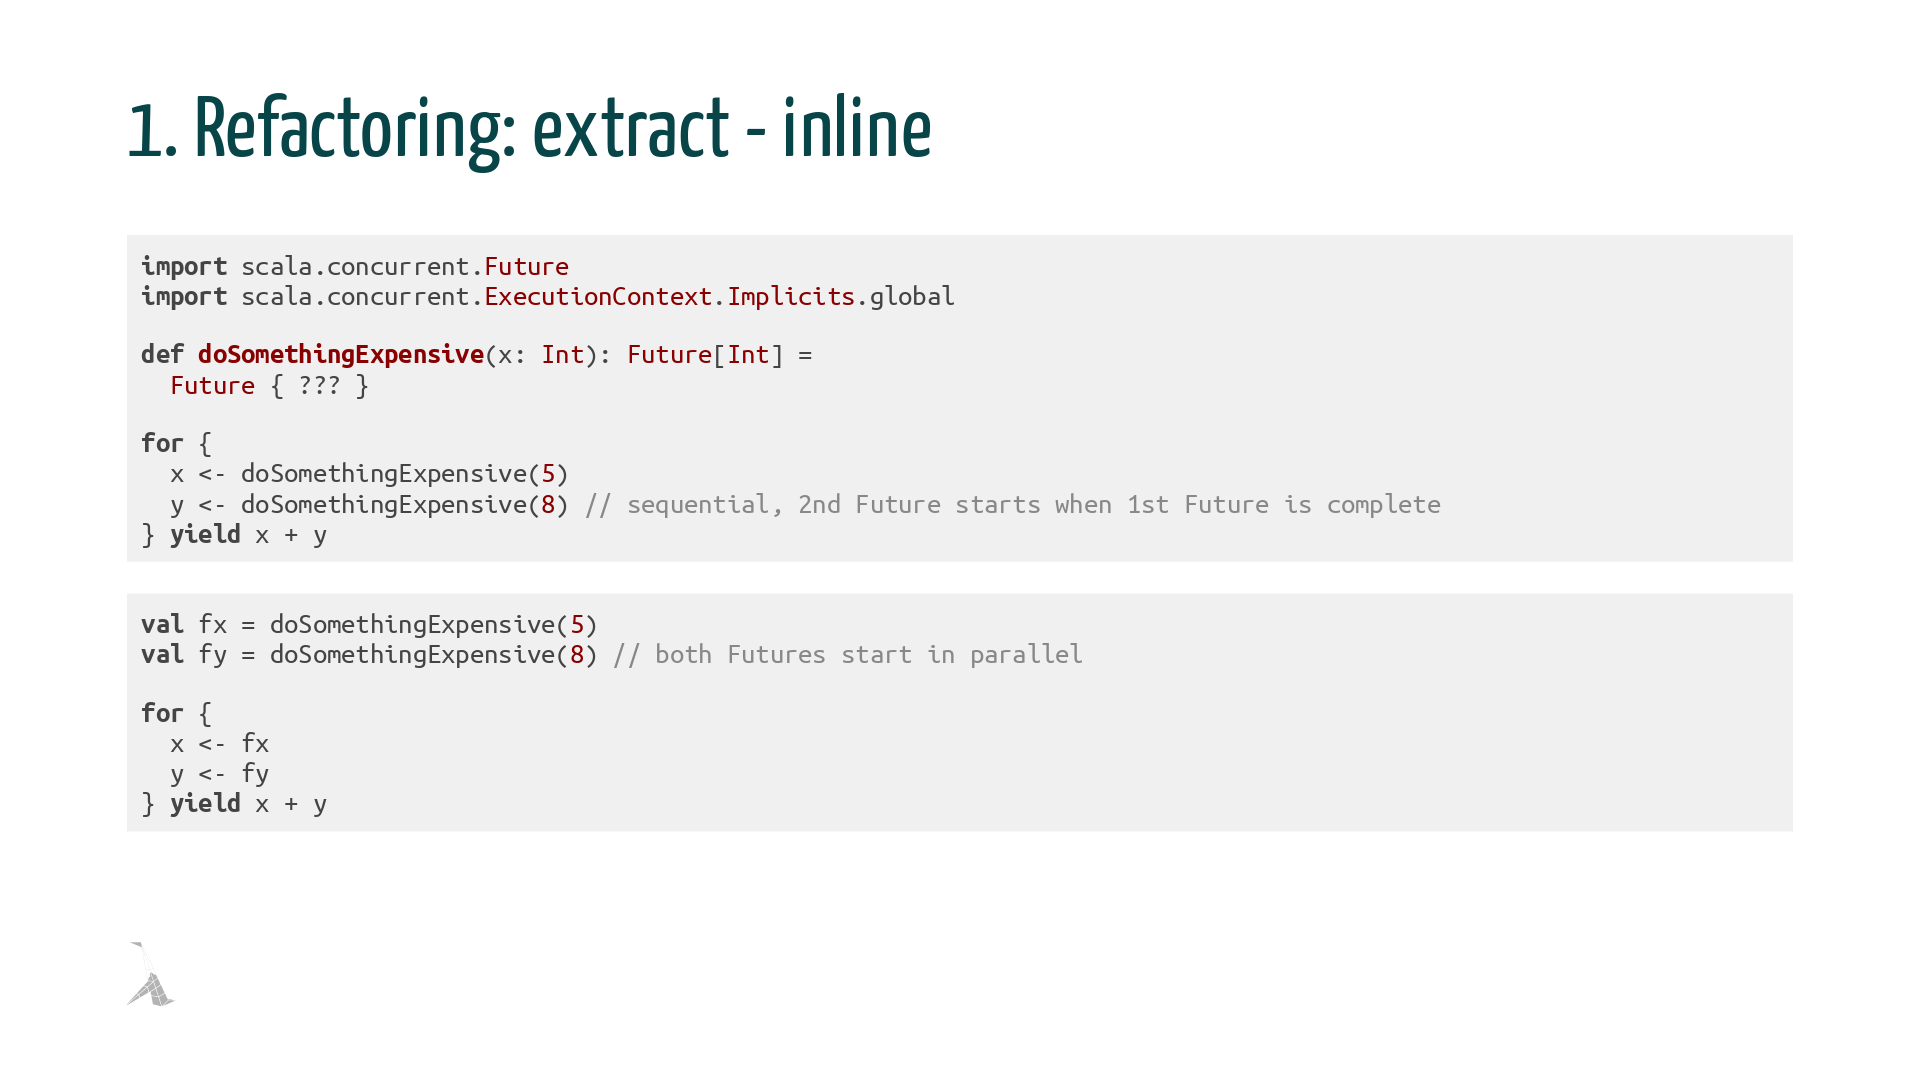 1. Refactoring: extract - inline
import scala.concurrent.Future
import scala.concurrent.ExecutionContext.Implicits.global
def doSomethingExpensive(x: Int): Future[Int] =
  Future { ??? }
for {
  x <- doSomethingExpensive(5)
  y <- doSomethingExpensive(8) // sequential, 2nd Future starts when 1st Future is complete
} yield x + y
val fx = doSomethingExpensive(5)
val fy = doSomethingExpensive(8) // both Futures start in parallel
for {
  x <- fx
  y <- fy
} yield x + y